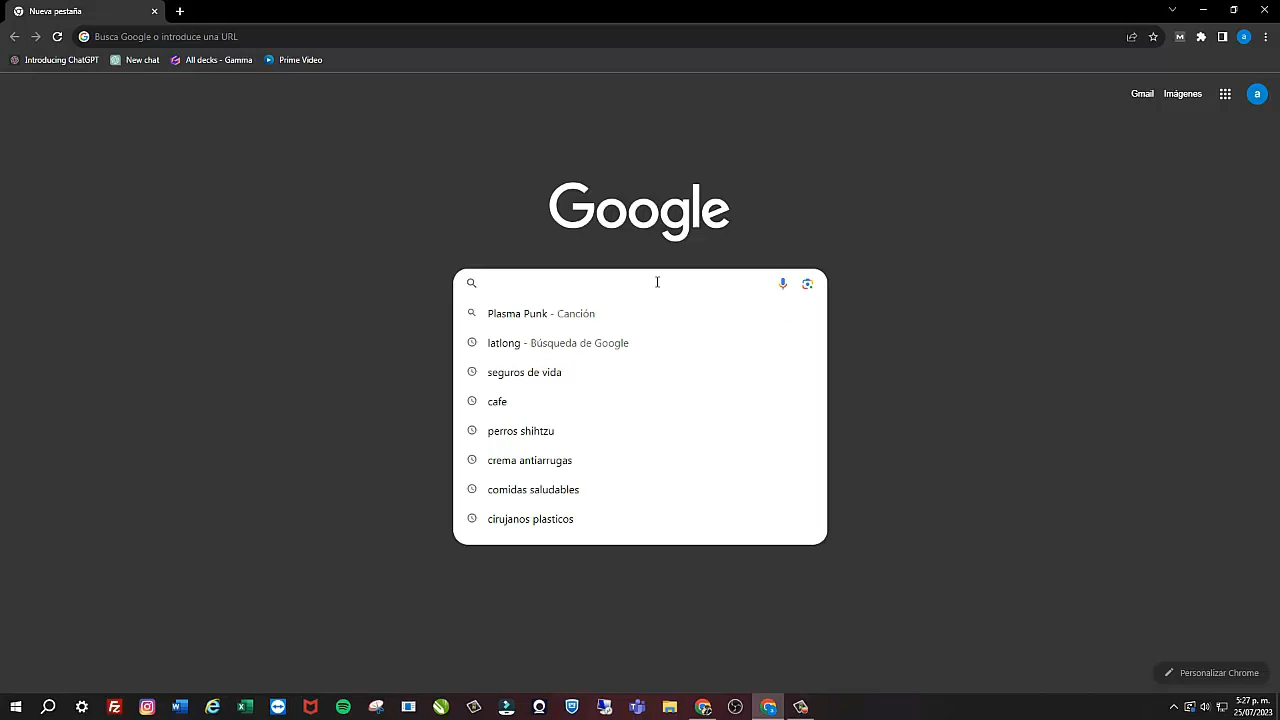 Nueva pestaña
Busca Google o introduce una URL
Introducing ChatGPT
New chat
All decks - Gamma
Prime Video
Gmail
Imágenes
a
Google
Plasma Punk - Canción
latlong - Búsqueda de Google
seguros de vida
cafe
perros shihtzu
crema antiarrugas
comidas saludables
cirujanos plasticos
Personalizar Chrome
5:27 p. m.
25/07/2023